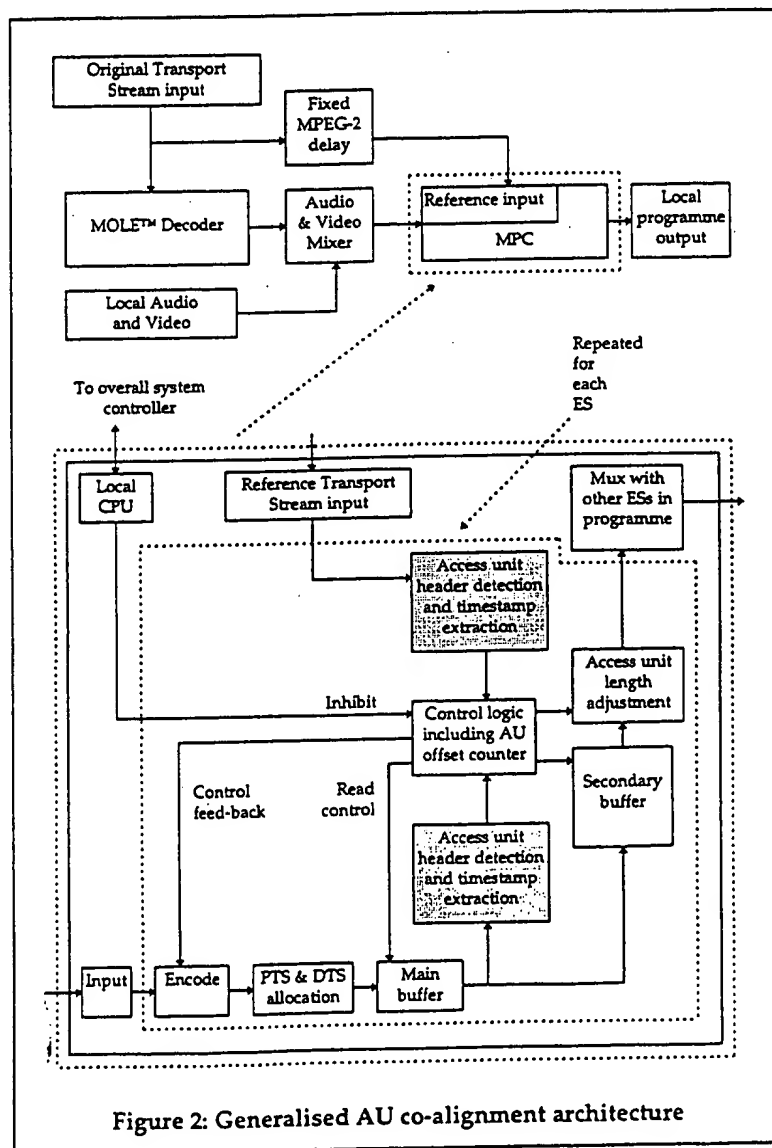 Original Transport
Stream input
Fixed
MPEG-2
delay
MOLE™ Decoder
Audio
& Video
Mixer
Reference input
MPC
Local
programme
output
Local Audio
and Video
To overall system
controller
Repeated
for
each
ES
Local
CPU
Reference Transport
Stream input
Mux with
other ESs in
programme
Access unit
header detection
and timestamp
extraction
Inhibit
Control logic
including AU
offset counter
Access unit
length
adjustment
Control
feed-back
Read
control
Secondary
buffer
Access unit
header detection
and timestamp
extraction
Input
Encode
PTS & DTS
allocation
Main
buffer
Figure 2: Generalised AU co-alignment architecture